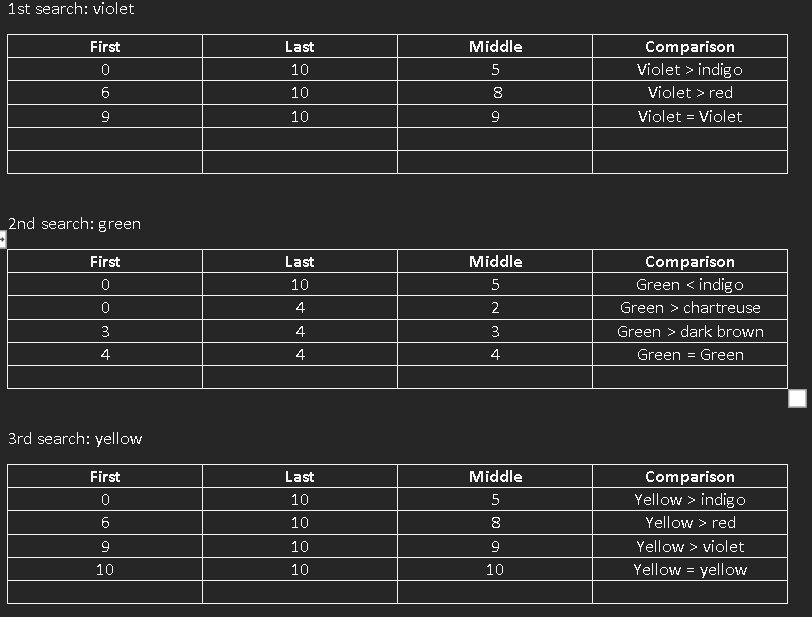 1st search: violet
First Last Middle Comparison
0 10 5 Violet > indigo
6 10 8 Violet > red
9 10 9 Violet = Violet
2nd search: green
First Last Middle Comparison
0 10 5 Green < indigo
0 4 2 Green > chartreuse
3 4 3 Green > dark brown
4 4 4 Green = Green
3rd search: yellow
First Last Middle Comparison
0 10 5 Yellow > indigo
6 10 8 Yellow > red
9 10 9 Yellow > violet
10 10 10 Yellow = yellow